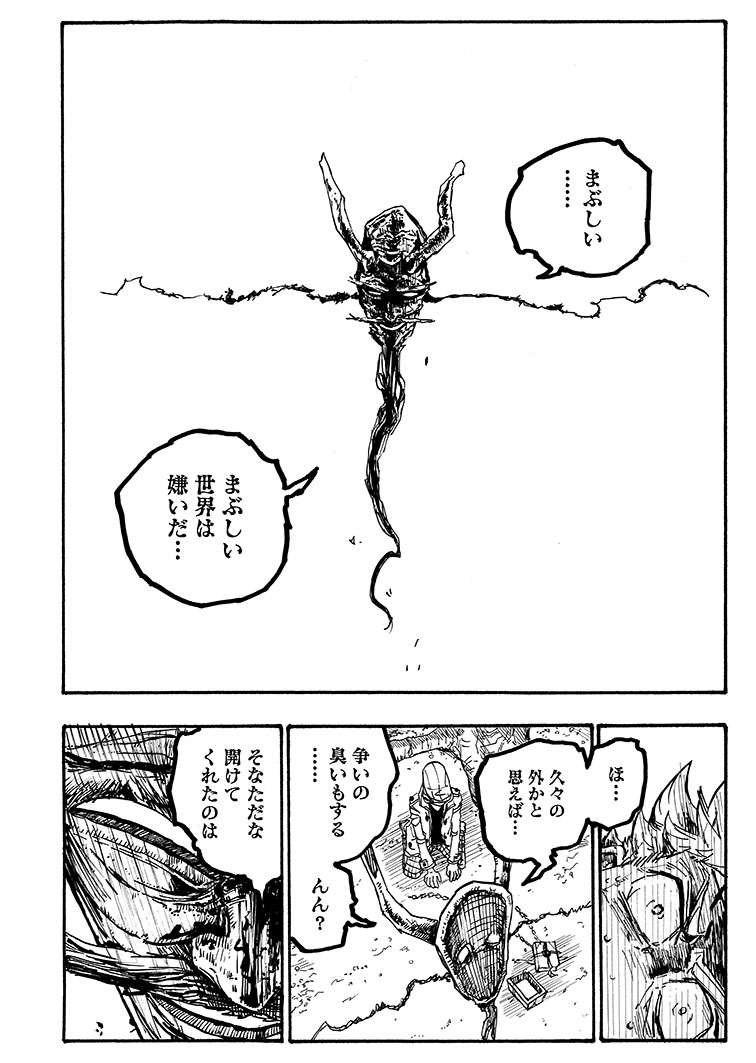 まぶしい
……
まぶしい
世界は
嫌いだ…
ほ…
久々の
外かと
思えば…
争いの
臭いもする
……
んん？
そなただな
開けて
くれたのは